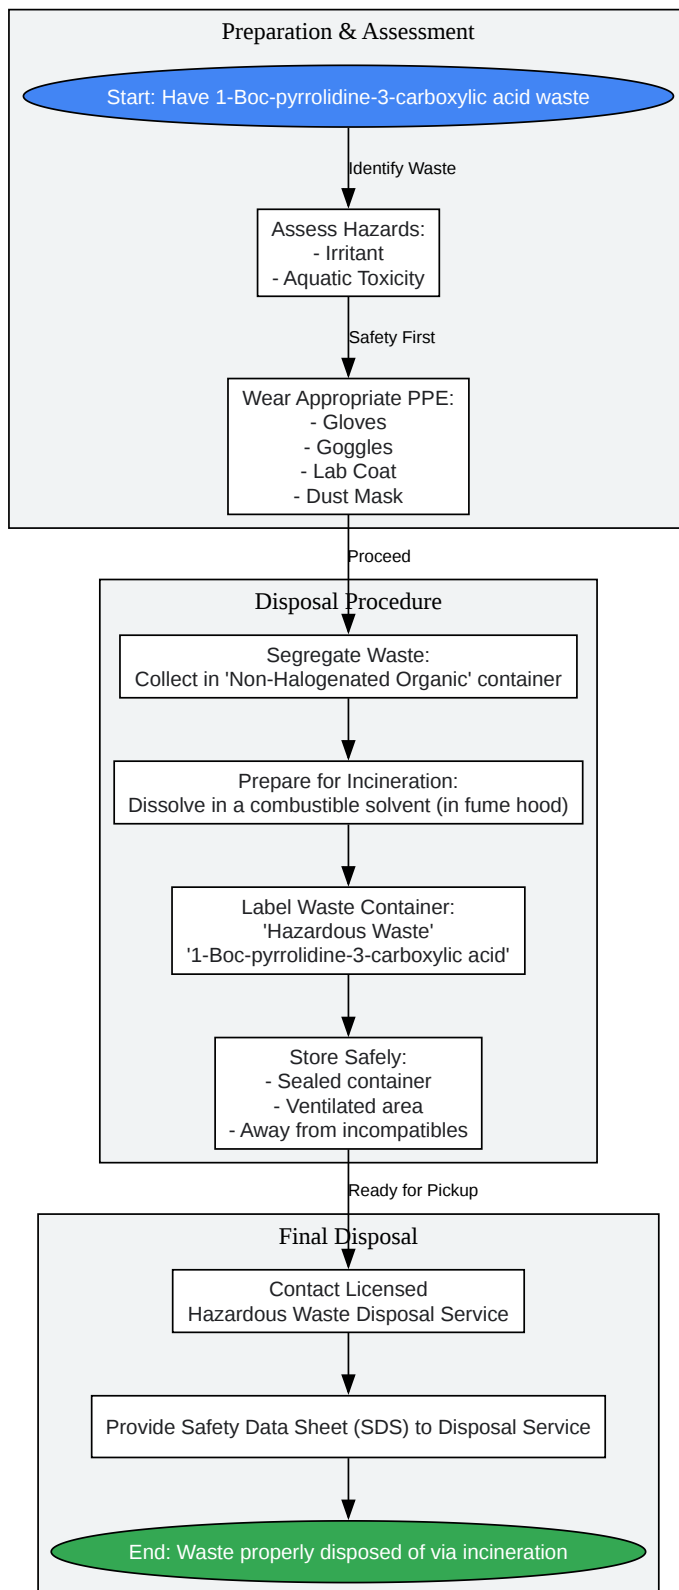 Preparation & Assessment
Start: Have 1-Boc-pyrrolidine-3-carboxylic acid waste
Identify Waste
Assess Hazards:
- Irritant
- Aquatic Toxicity
Safety First
Wear Appropriate PPE:
- Gloves
- Goggles
- Lab Coat
- Dust Mask
Proceed
Disposal Procedure
Segregate Waste:
Collect in 'Non-Halogenated Organic' container
Prepare for Incineration:
Dissolve in a combustible solvent (in fume hood)
Label Waste Container:
'Hazardous Waste'
'1-Boc-pyrrolidine-3-carboxylic acid'
Store Safely:
- Sealed container
- Ventilated area
- Away from incompatibles
Ready for Pickup
Final Disposal
Contact Licensed
Hazardous Waste Disposal Service
Provide Safety Data Sheet (SDS) to Disposal Service
End: Waste properly disposed of via incineration